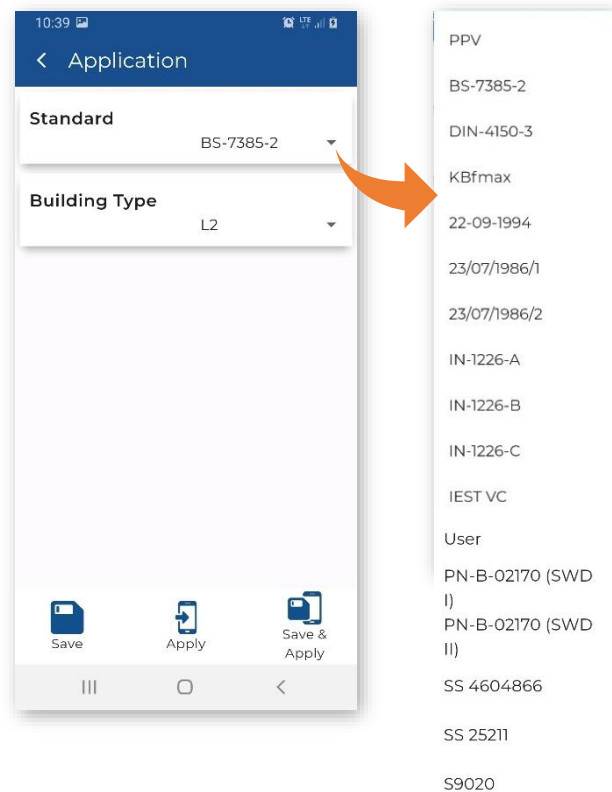 10:39
LTE
Application
Standard
BS-7385-2
Building Type
L2
Save
Apply
Save &
Apply
PPV
BS-7385-2
DIN-4150-3
KBfmax
22-09-1994
23/07/1986/1
23/07/1986/2
IN-1226-A
IN-1226-B
IN-1226-C
IEST VC
User
PN-B-02170 (SWD
I)
PN-B-02170 (SWD
II)
SS 4604866
SS 25211
S9020